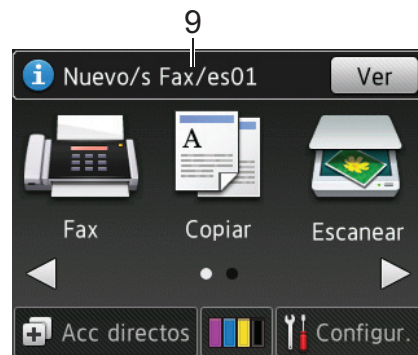 9
Nuevo/s Fax/es01 Ver
A
Fax Copiar Escanear
Acc directos Configur.